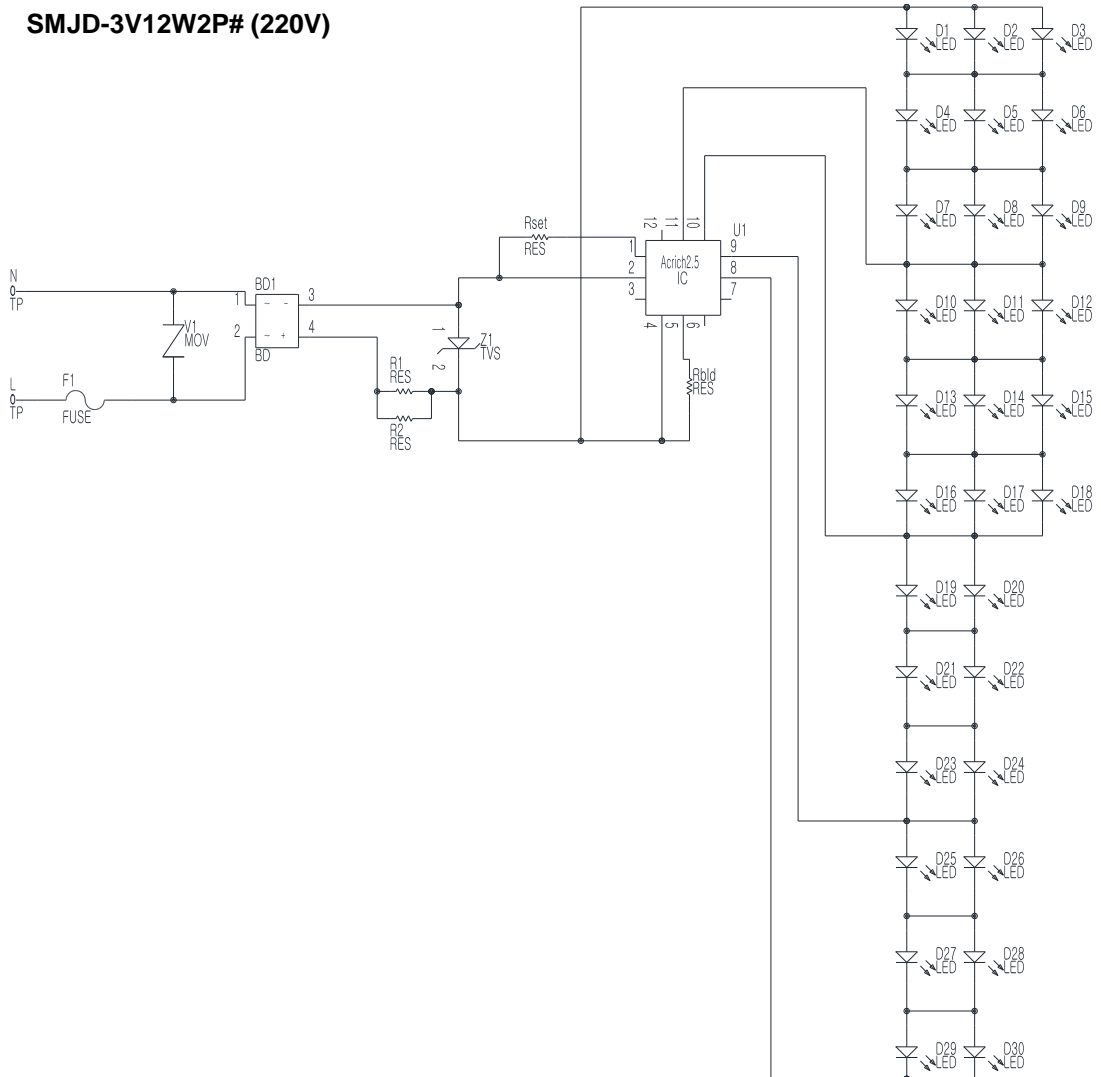 SMJD-3V12W2P# (220V)
D1
LED
D2
LED
D3
LED
D4
LED
D5
LED
D6
LED
D7
LED
D8
LED
D9
LED
Rset
RES
12
11
10
U1
1
9
Acrich2.5
IC
2
8
3
7
4
5
6
N
TP
BD1
1
3
2
4
- -
- +
BD
V1
MOV
1
Z1
TVS
2
L
TP
F1
FUSE
R1
RES
R2
RES
Rbld
RES
D10
LED
D11
LED
D12
LED
D13
LED
D14
LED
D15
LED
D16
LED
D17
LED
D18
LED
D19
LED
D20
LED
D21
LED
D22
LED
D23
LED
D24
LED
D25
LED
D26
LED
D27
LED
D28
LED
D29
LED
D30
LED